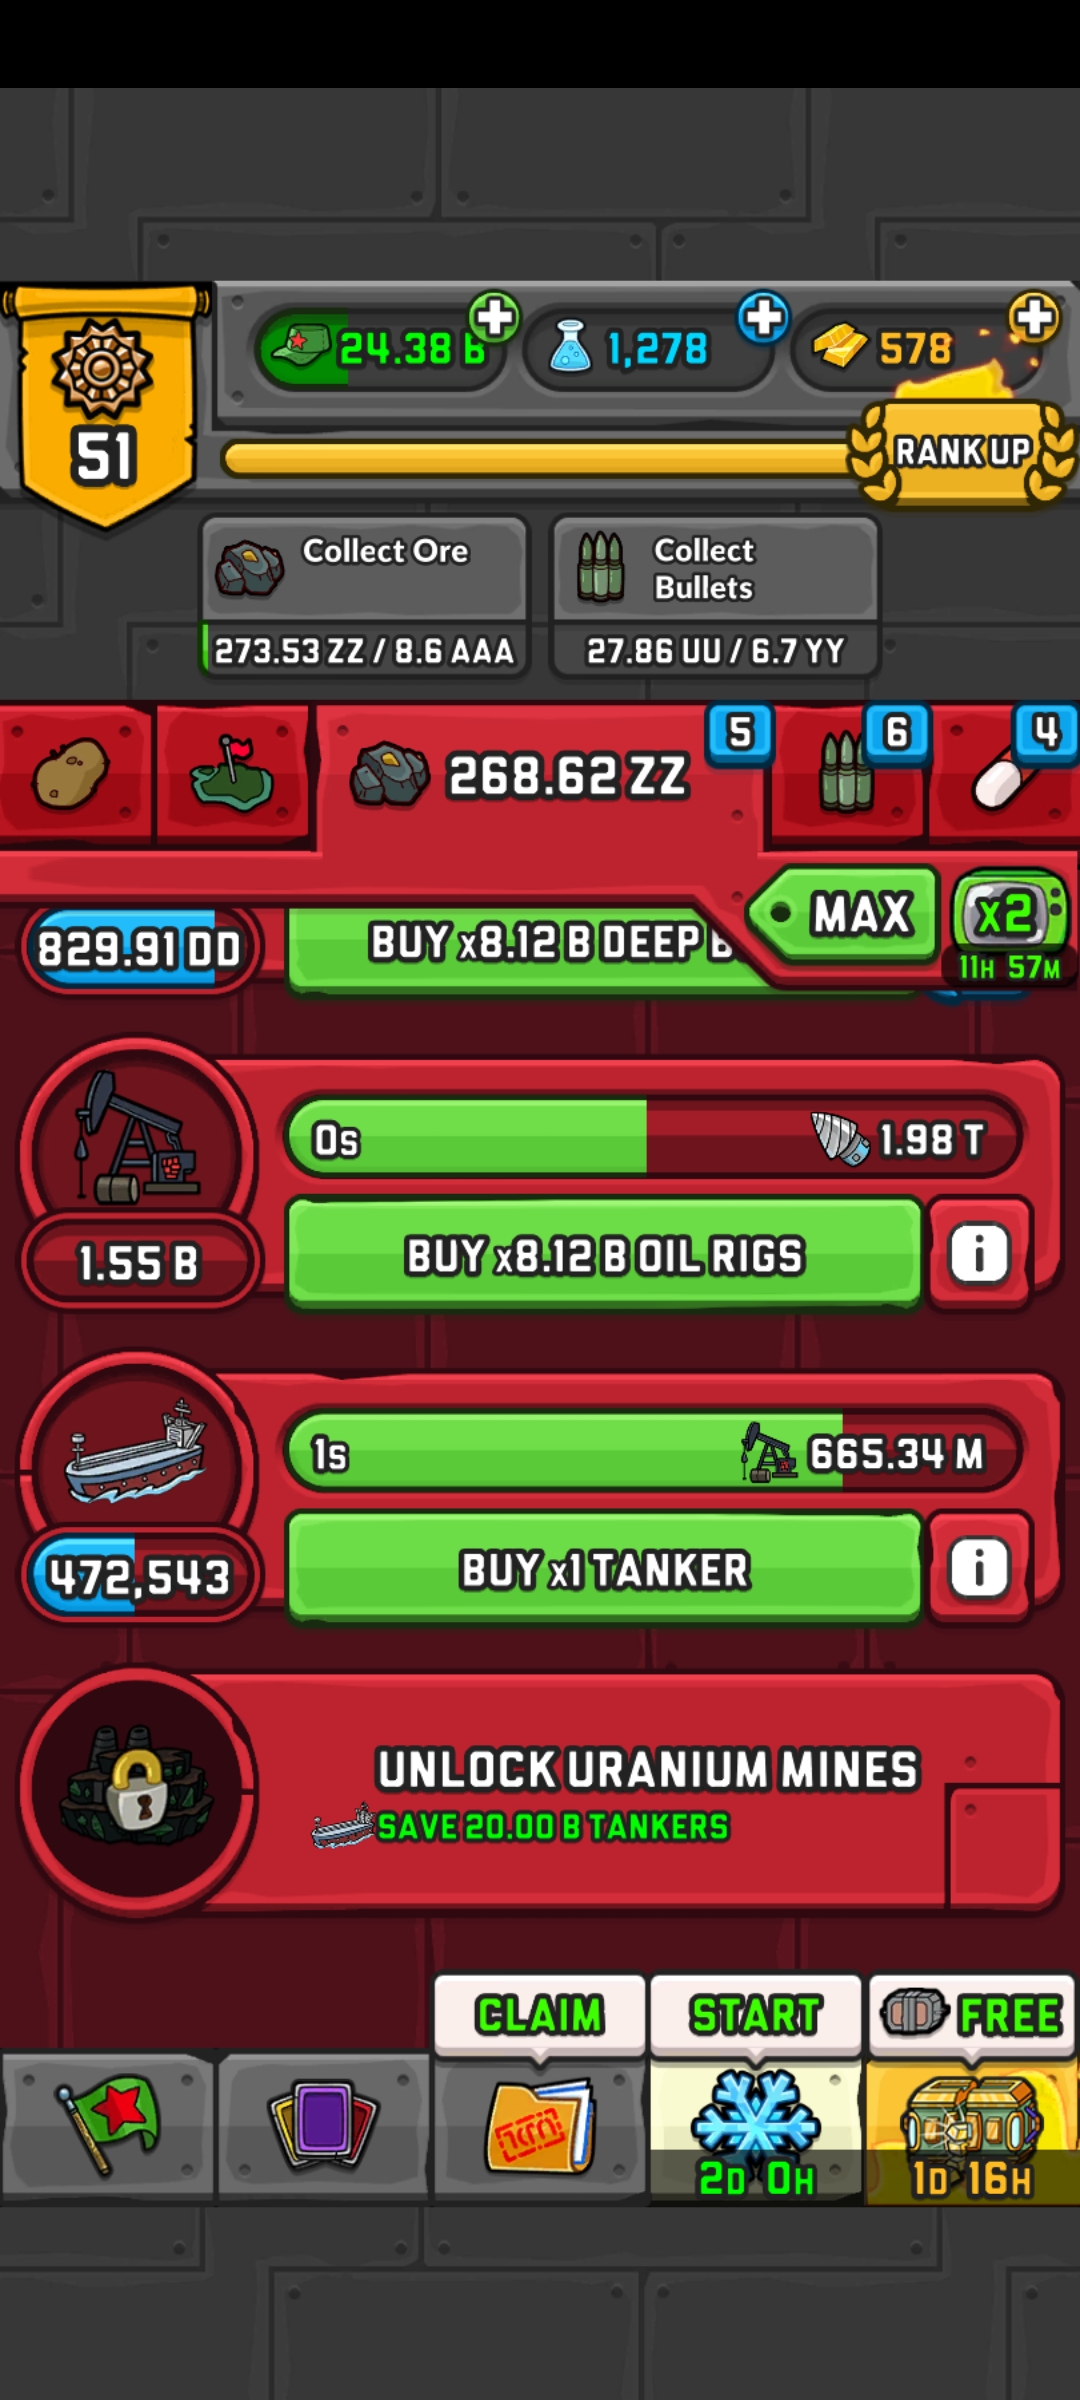 24.38 B
1,278
578
51
RANK UP
Collect Ore
273.53 ZZ / 8.6 AAA
Collect
Bullets
27.86 UU / 6.7 YY
268.62 ZZ
5
6
4
MAX
x2
11H 57M
829.91 DD
BUY x8.12 B DEEP B
0s
1.98 T
1.55 B
BUY x8.12 B OIL RIGS
i
1s
665.34 M
472,543
BUY x1 TANKER
i
UNLOCK URANIUM MINES
SAVE 20.00 B TANKERS
CLAIM
START
FREE
2D 0H
1D 16H